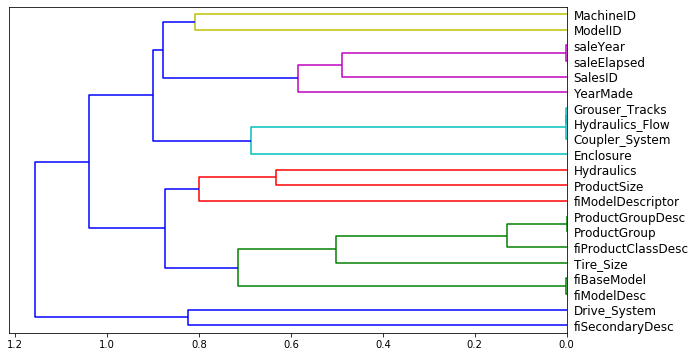 MachineID
ModelID
saleYear
saleElapsed
SalesID
YearMade
Grouser_Tracks
Hydraulics_Flow
Coupler_System
Enclosure
Hydraulics
ProductSize
fiModelDescriptor
ProductGroupDesc
ProductGroup
fiProductClassDesc
Tire_Size
fiBaseModel
fiModelDesc
Drive_System
fiSecondaryDesc
1.2 1.0 0.8 0.6 0.4 0.2 0.0